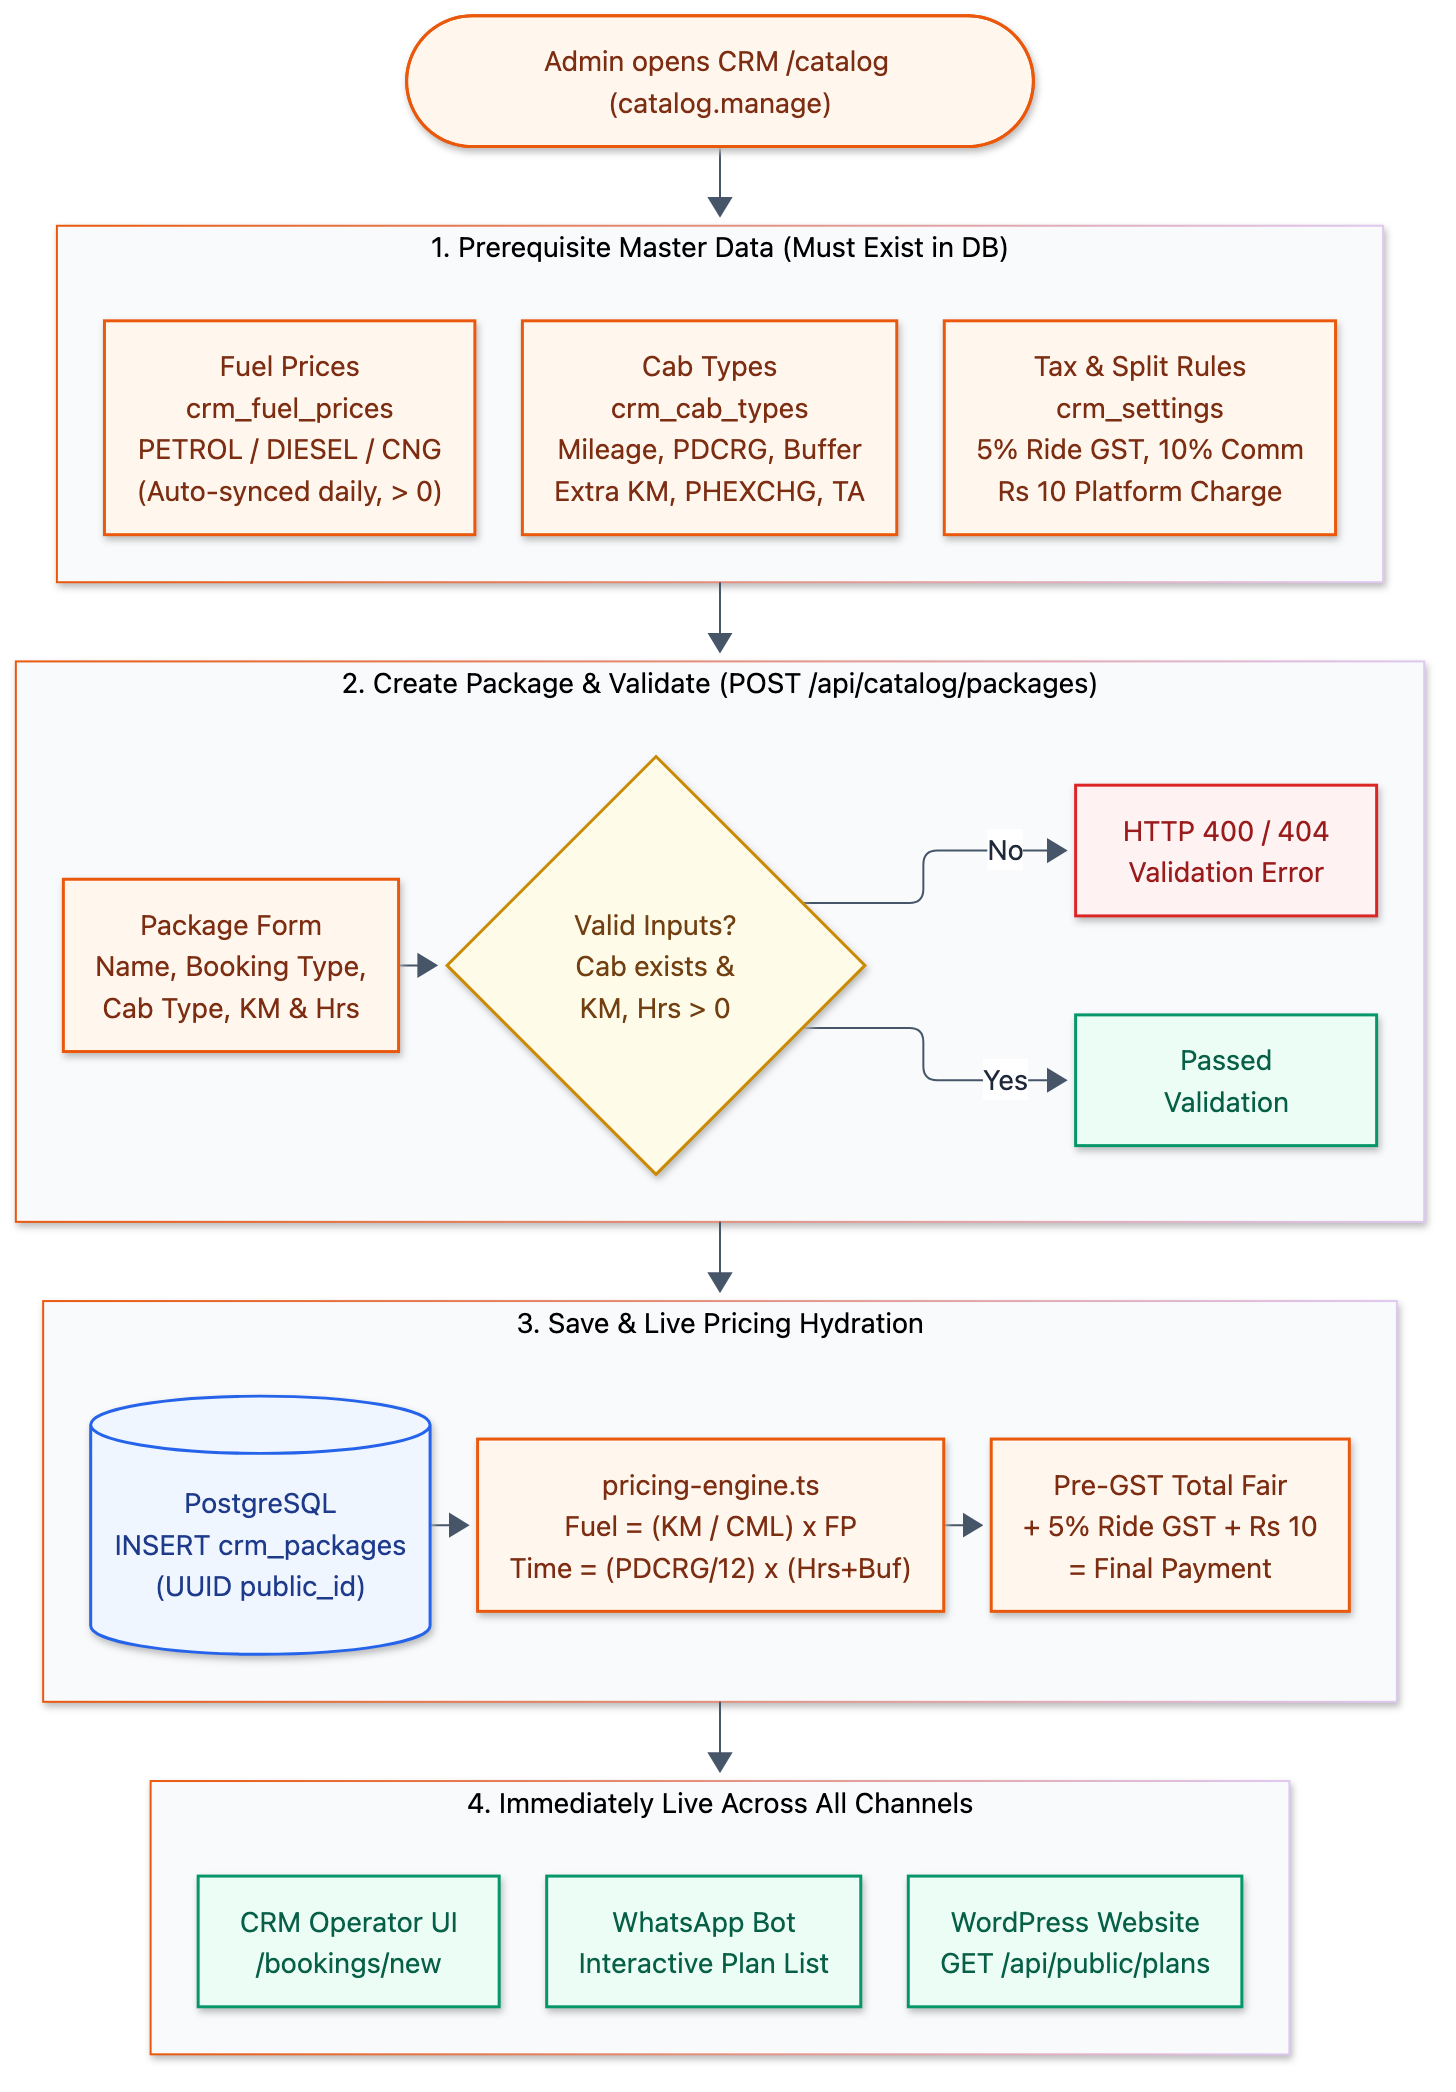 Admin opens CRM /catalog
(catalog.manage)
1. Prerequisite Master Data (Must Exist in DB)
Fuel Prices
crm_fuel_prices
PETROL / DIESEL / CNG
(Auto-synced daily, > 0)
Cab Types
crm_cab_types
Mileage, PDCRG, Buffer
Extra KM, PHEXCHG, TA
Tax & Split Rules
crm_settings
5% Ride GST, 10% Comm
Rs 10 Platform Charge
2. Create Package & Validate (POST /api/catalog/packages)
Package Form
Name, Booking Type,
Cab Type, KM & Hrs
Valid Inputs?
Cab exists &
KM, Hrs > 0
No
HTTP 400 / 404
Validation Error
Yes
Passed
Validation
3. Save & Live Pricing Hydration
PostgreSQL
INSERT crm_packages
(UUID public_id)
pricing-engine.ts
Fuel = (KM / CML) x FP
Time = (PDCRG/12) x (Hrs+Buf)
Pre-GST Total Fair
+ 5% Ride GST + Rs 10
= Final Payment
4. Immediately Live Across All Channels
CRM Operator UI
/bookings/new
WhatsApp Bot
Interactive Plan List
WordPress Website
GET /api/public/plans